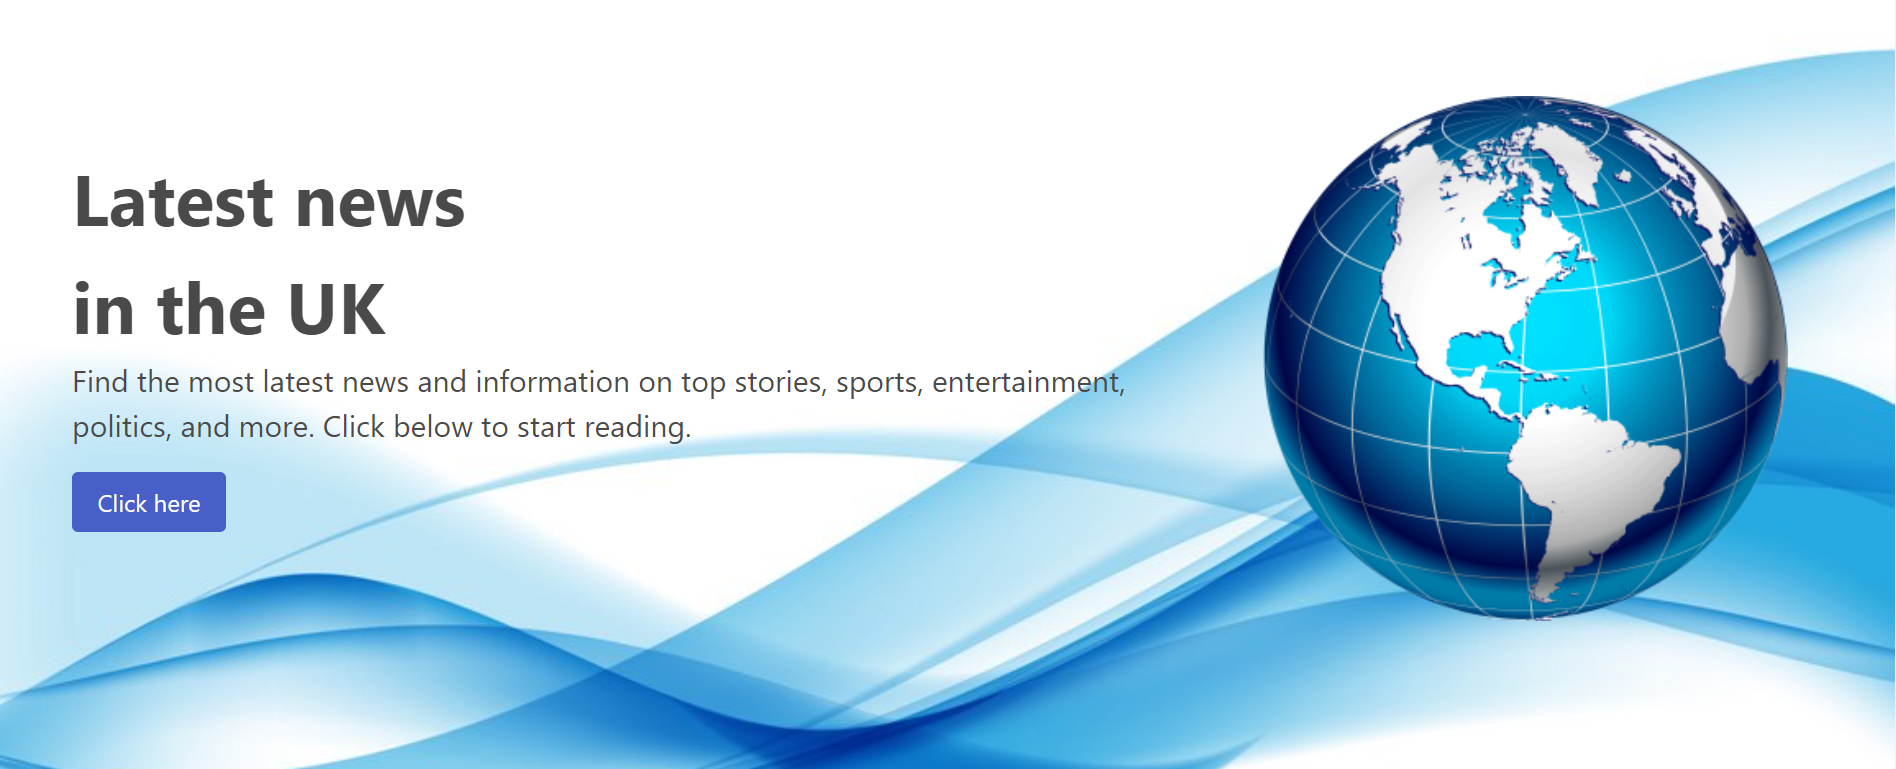 Latest news
in the UK
Find the most latest news and information on top stories, sports, entertainment,
politics, and more. Click below to start reading.
Click here